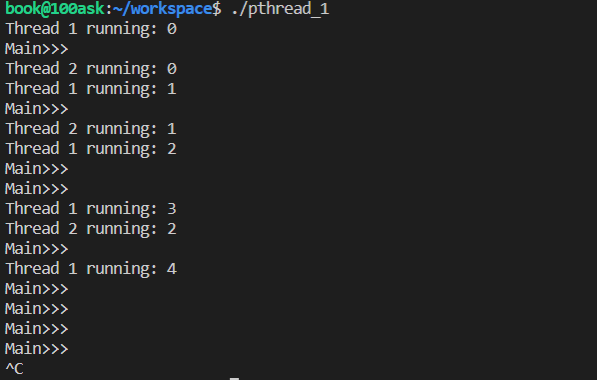 book@100ask:~/workspace$ ./pthread_1
Thread 1 running: 0
Main>>>
Thread 2 running: 0
Thread 1 running: 1
Main>>>
Thread 2 running: 1
Thread 1 running: 2
Main>>>
Main>>>
Thread 1 running: 3
Thread 2 running: 2
Main>>>
Thread 1 running: 4
Main>>>
Main>>>
Main>>>
Main>>>
^C